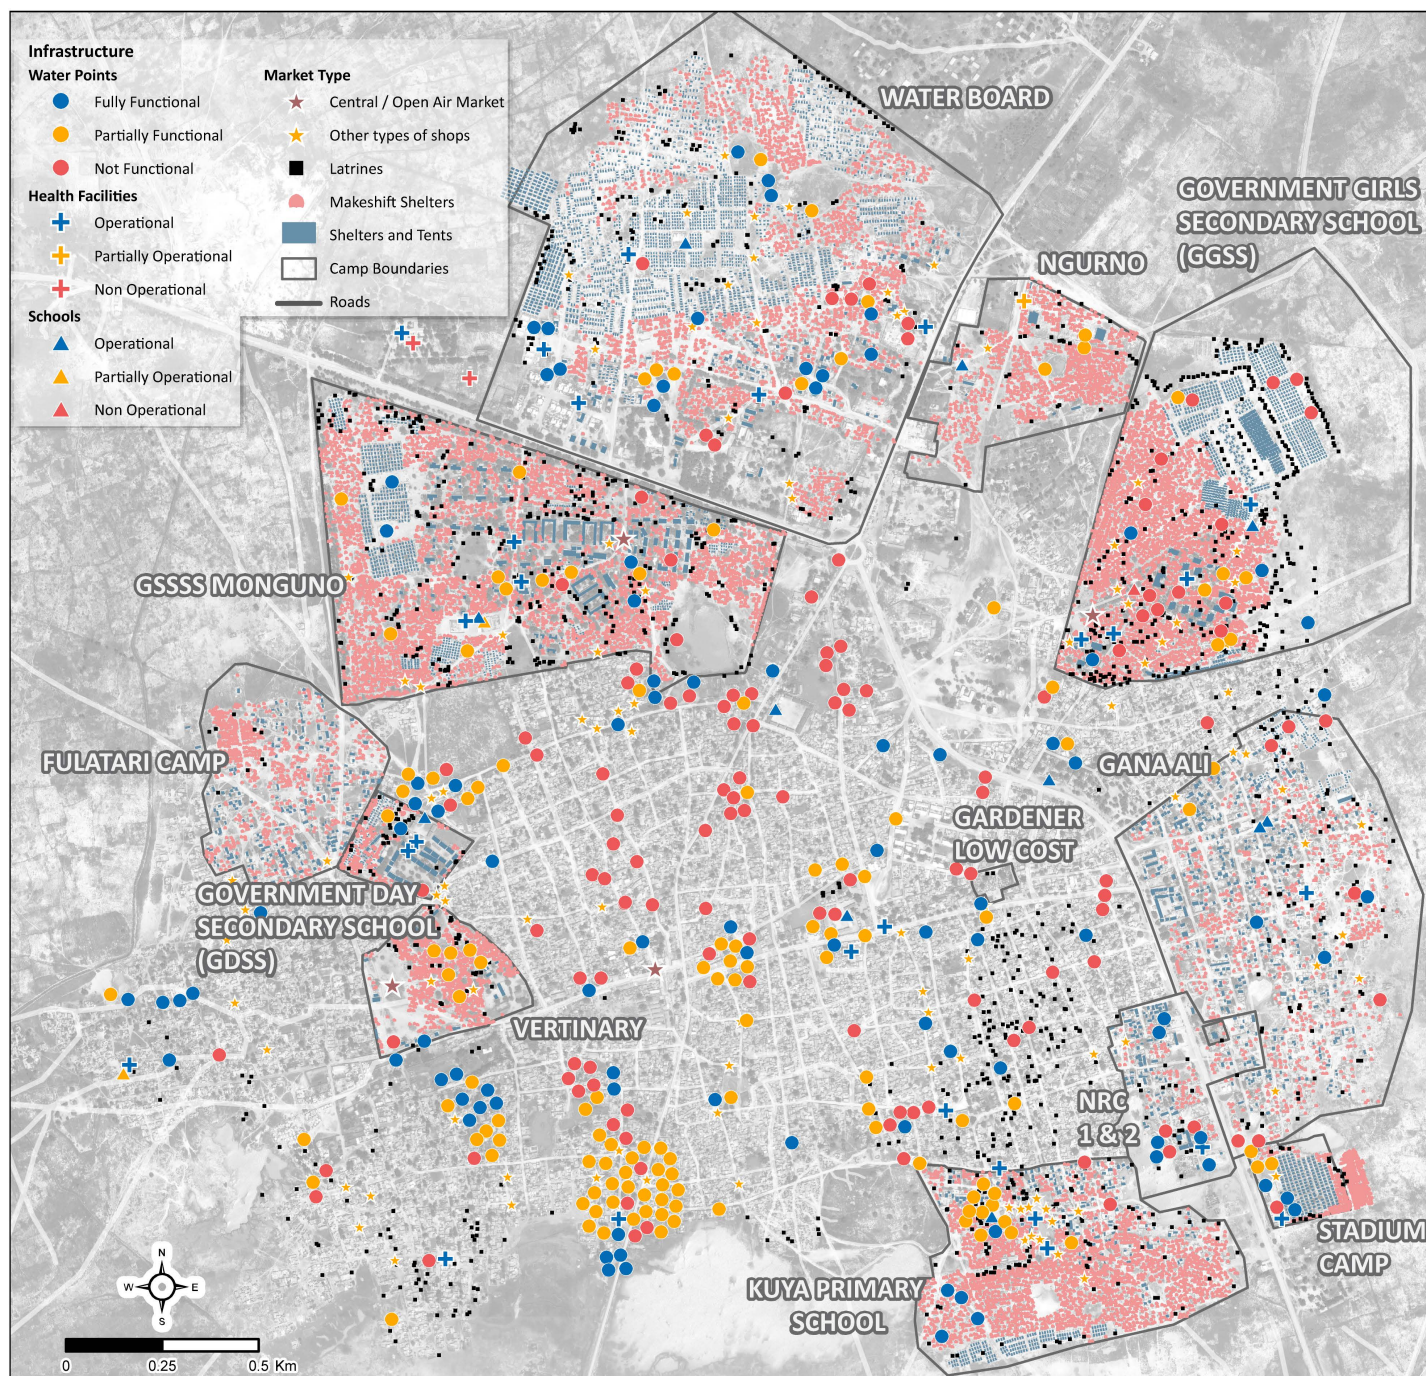 Infrastructure
Water Points
Fully Functional
Partially Functional
Not Functional
Health Facilities
Operational
Partially Operational
Non Operational
Schools
Operational
Partially Operational
Non Operational
Market Type
Central / Open Air Market
Other types of shops
Latrines
Makeshift Shelters
Shelters and Tents
Camp Boundaries
Roads
WATER BOARD
GOVERNMENT GIRLS
SECONDARY SCHOOL
(GGSS)
NGURNO
GSSSS MONGUNO
FULATARI CAMP
GANA ALI
GARDENER
LOW COST
GOVERNMENT DAY
SECONDARY SCHOOL
(GDSS)
VERTINARY
NRC
1 & 2
STADIUM
CAMP
KUYA PRIMARY
SCHOOL
N
W E
S
0 0.25 0.5 Km